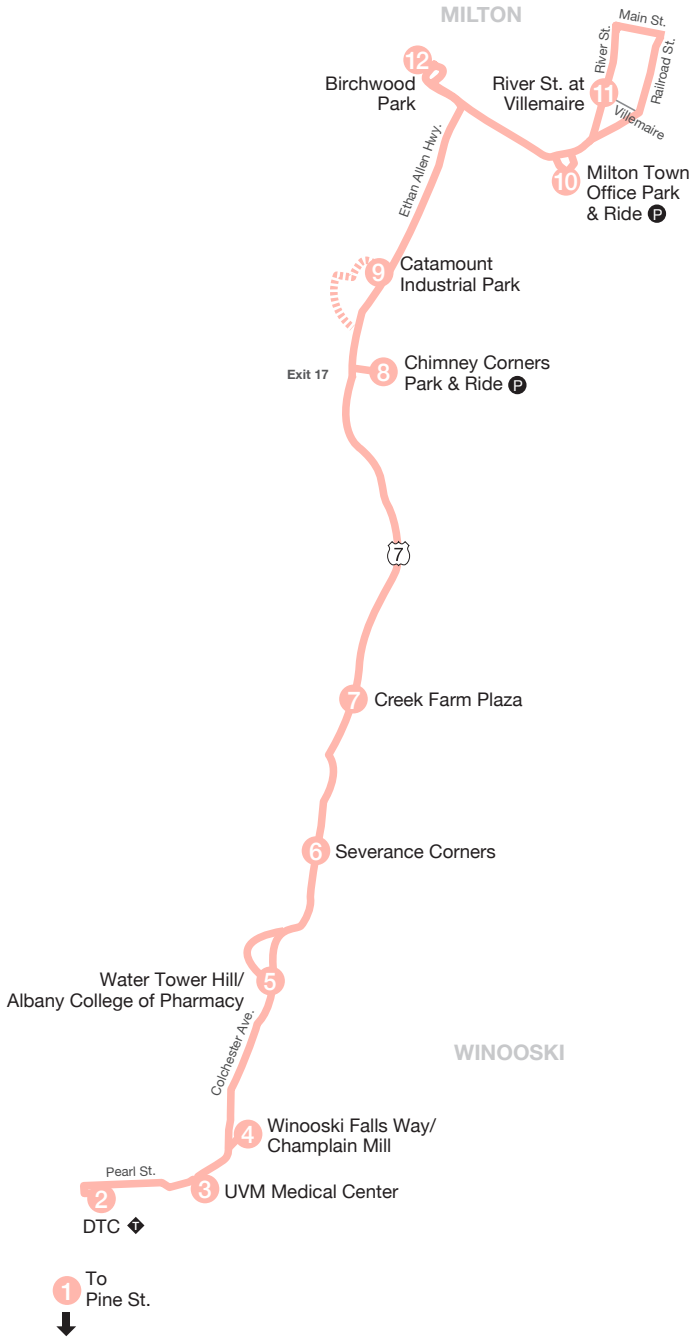 MILTON
Main St.
River St.
Railroad St.
12
Birchwood
Park
River St. at
Villemaire
11
Villemaire
Ethan Allen Hwy.
10
Milton Town
Office Park
& Ride P
9
Catamount
Industrial Park
Exit 17
8
Chimney Corners
Park & Ride P
7
7
Creek Farm Plaza
6
Severance Corners
Water Tower Hill/
Albany College of Pharmacy
5
Colchester Ave.
WINOOSKI
4
Winooski Falls Way/
Champlain Mill
Pearl St.
3
UVM Medical Center
2
DTC T
1
To
Pine St.